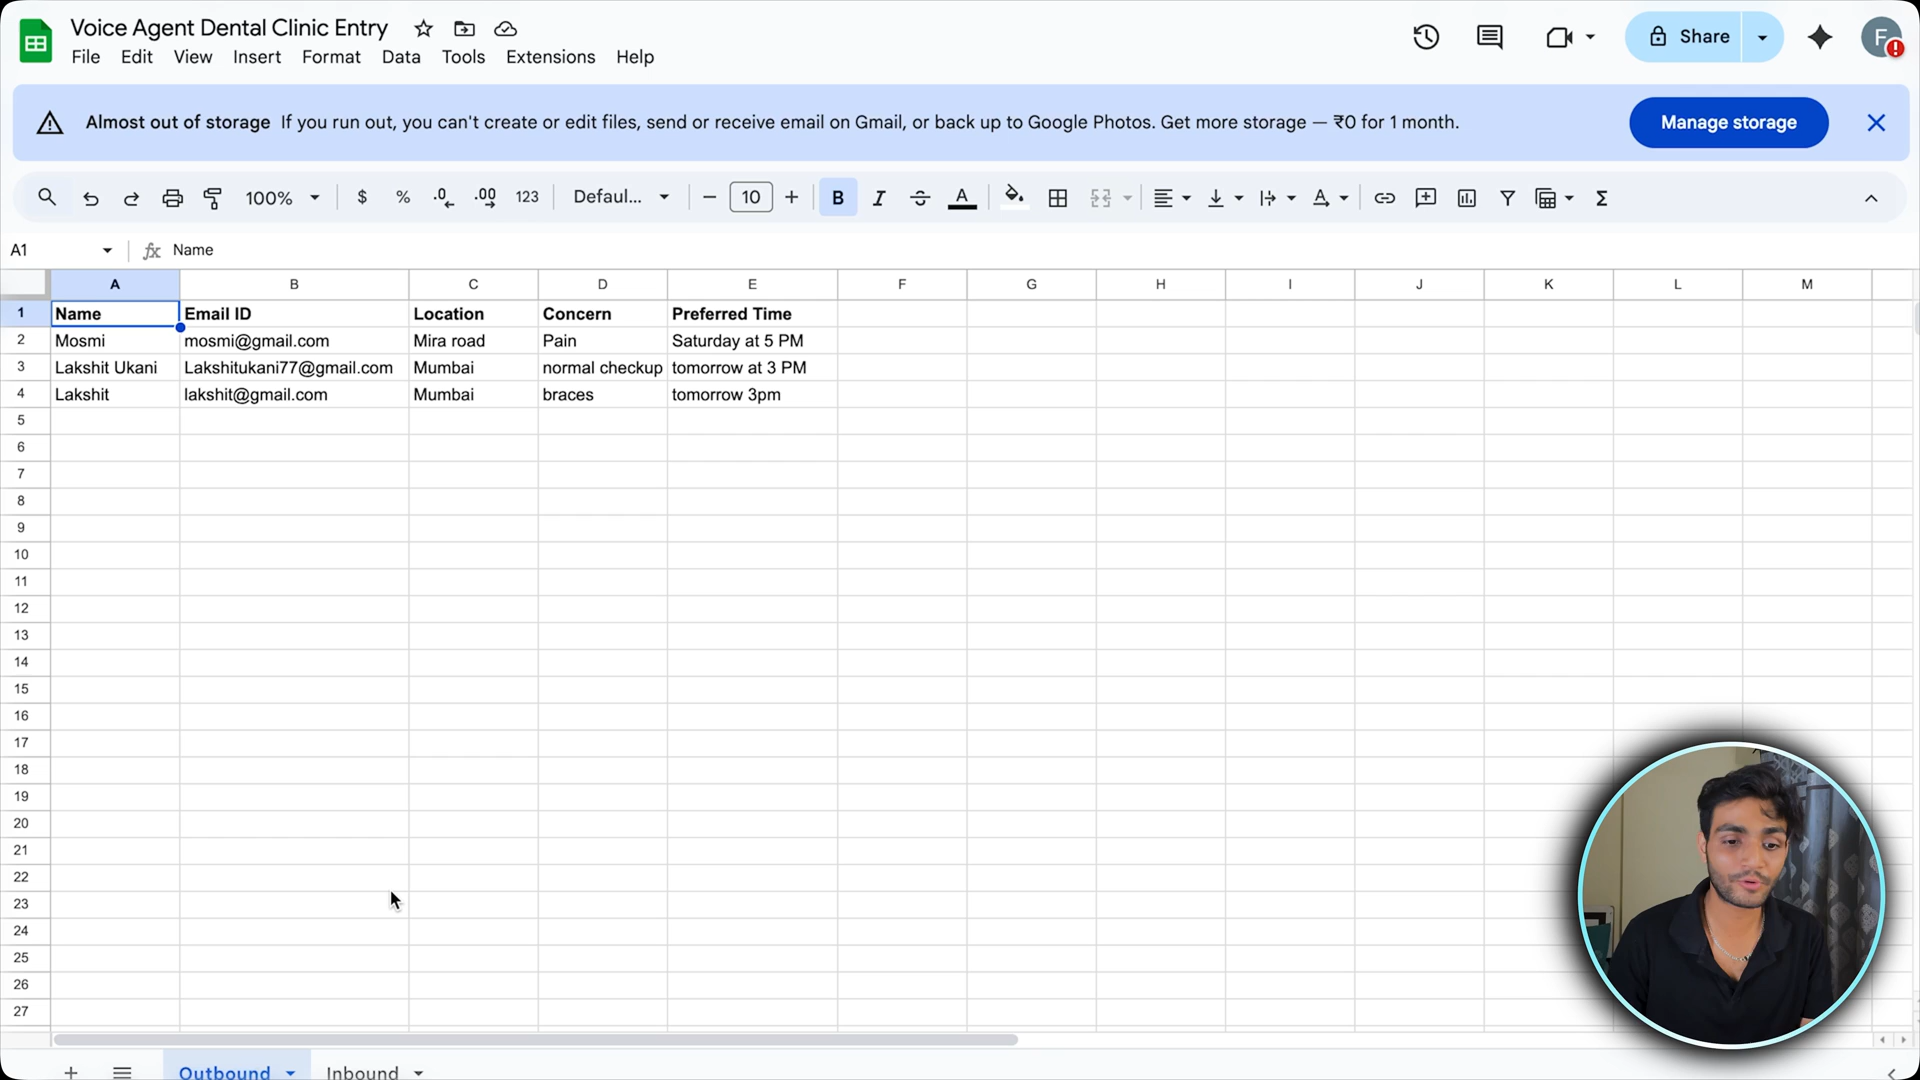 Voice Agent Dental Clinic Entry
File Edit View Insert Format Data Tools Extensions Help
Share
F
Almost out of storage If you run out, you can't create or edit files, send or receive email on Gmail, or back up to Google Photos. Get more storage — ₹0 for 1 month.
Manage storage
100% $ % .0 .00 123 Defaul... 10 B I S A Σ
A1 fx Name
A B C D E F G H I J K L M
1 Name Email ID Location Concern Preferred Time
2 Mosmi mosmi@gmail.com Mira road Pain Saturday at 5 PM
3 Lakshit Ukani Lakshitukani77@gmail.com Mumbai normal checkup tomorrow at 3 PM
4 Lakshit lakshit@gmail.com Mumbai braces tomorrow 3pm
5
6
7
8
9
10
11
12
13
14
15
16
17
18
19
20
21
22
23
24
25
26
27
Outbound Inbound